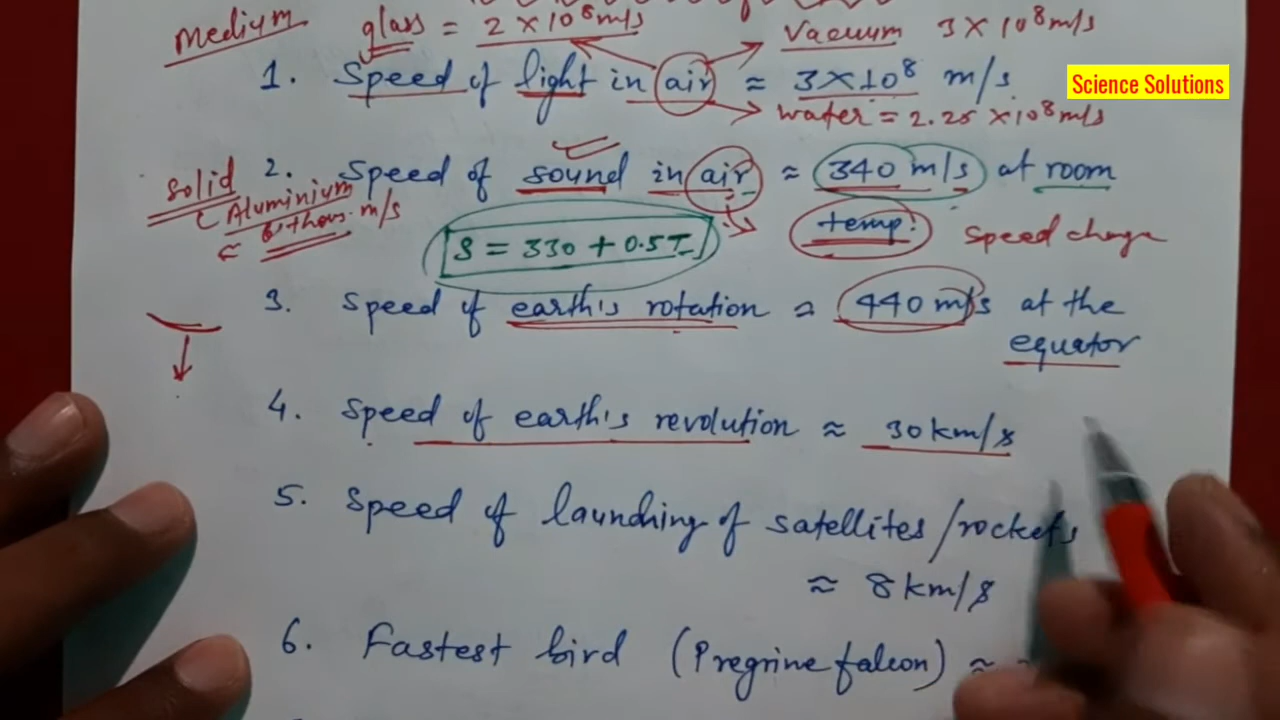 Medium glass = 2 × 10⁸ m/s Vacuum 3 × 10⁸ m/s
1. Speed of light in air ≈ 3 × 10⁸ m/s
Science Solutions
water = 2.25 × 10⁸ m/s
Solid 2. Speed of sound in air ≈ 340 m/s at room
Aluminium
≈ 6 thou. m/s
S = 330 + 0.5T temp. Speed change
3. Speed of earth's rotation ≈ 440 m/s at the
equator
4. Speed of earth's revolution ≈ 30 km/s
5. Speed of launching of satellites/rockets
≈ 8 km/s
6. Fastest bird (Pregrine falcon) ≈